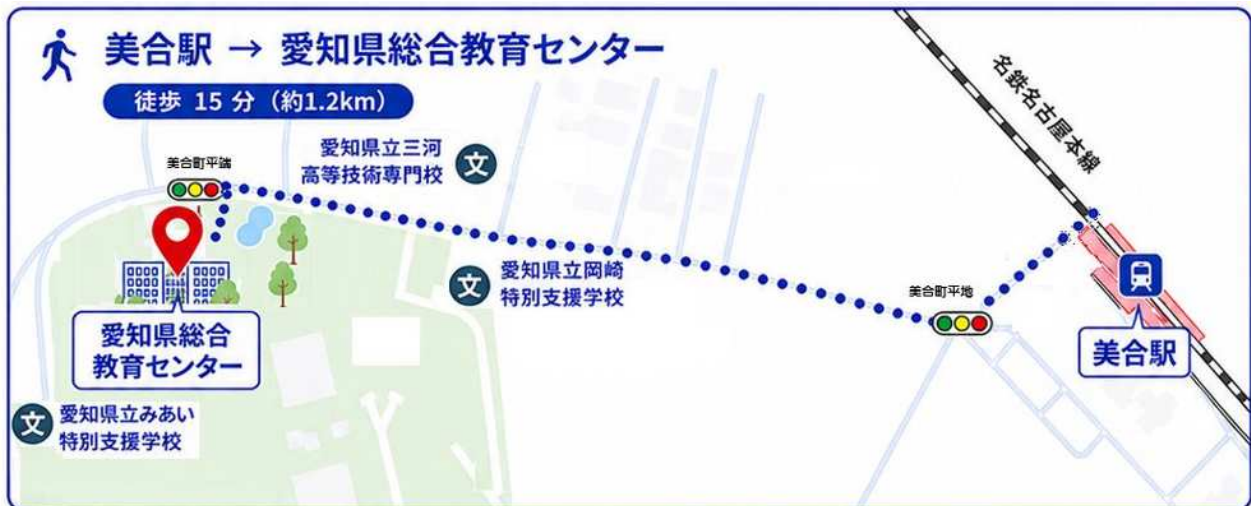 美合駅 → 愛知県総合教育センター
徒歩 15 分（約1.2km）
名鉄名古屋本線
愛知県立三河
高等技術専門校
文
美合町平端
愛知県立岡崎
特別支援学校
文
美合町平地
美合駅
愛知県総合
教育センター
文
愛知県立みあい
特別支援学校